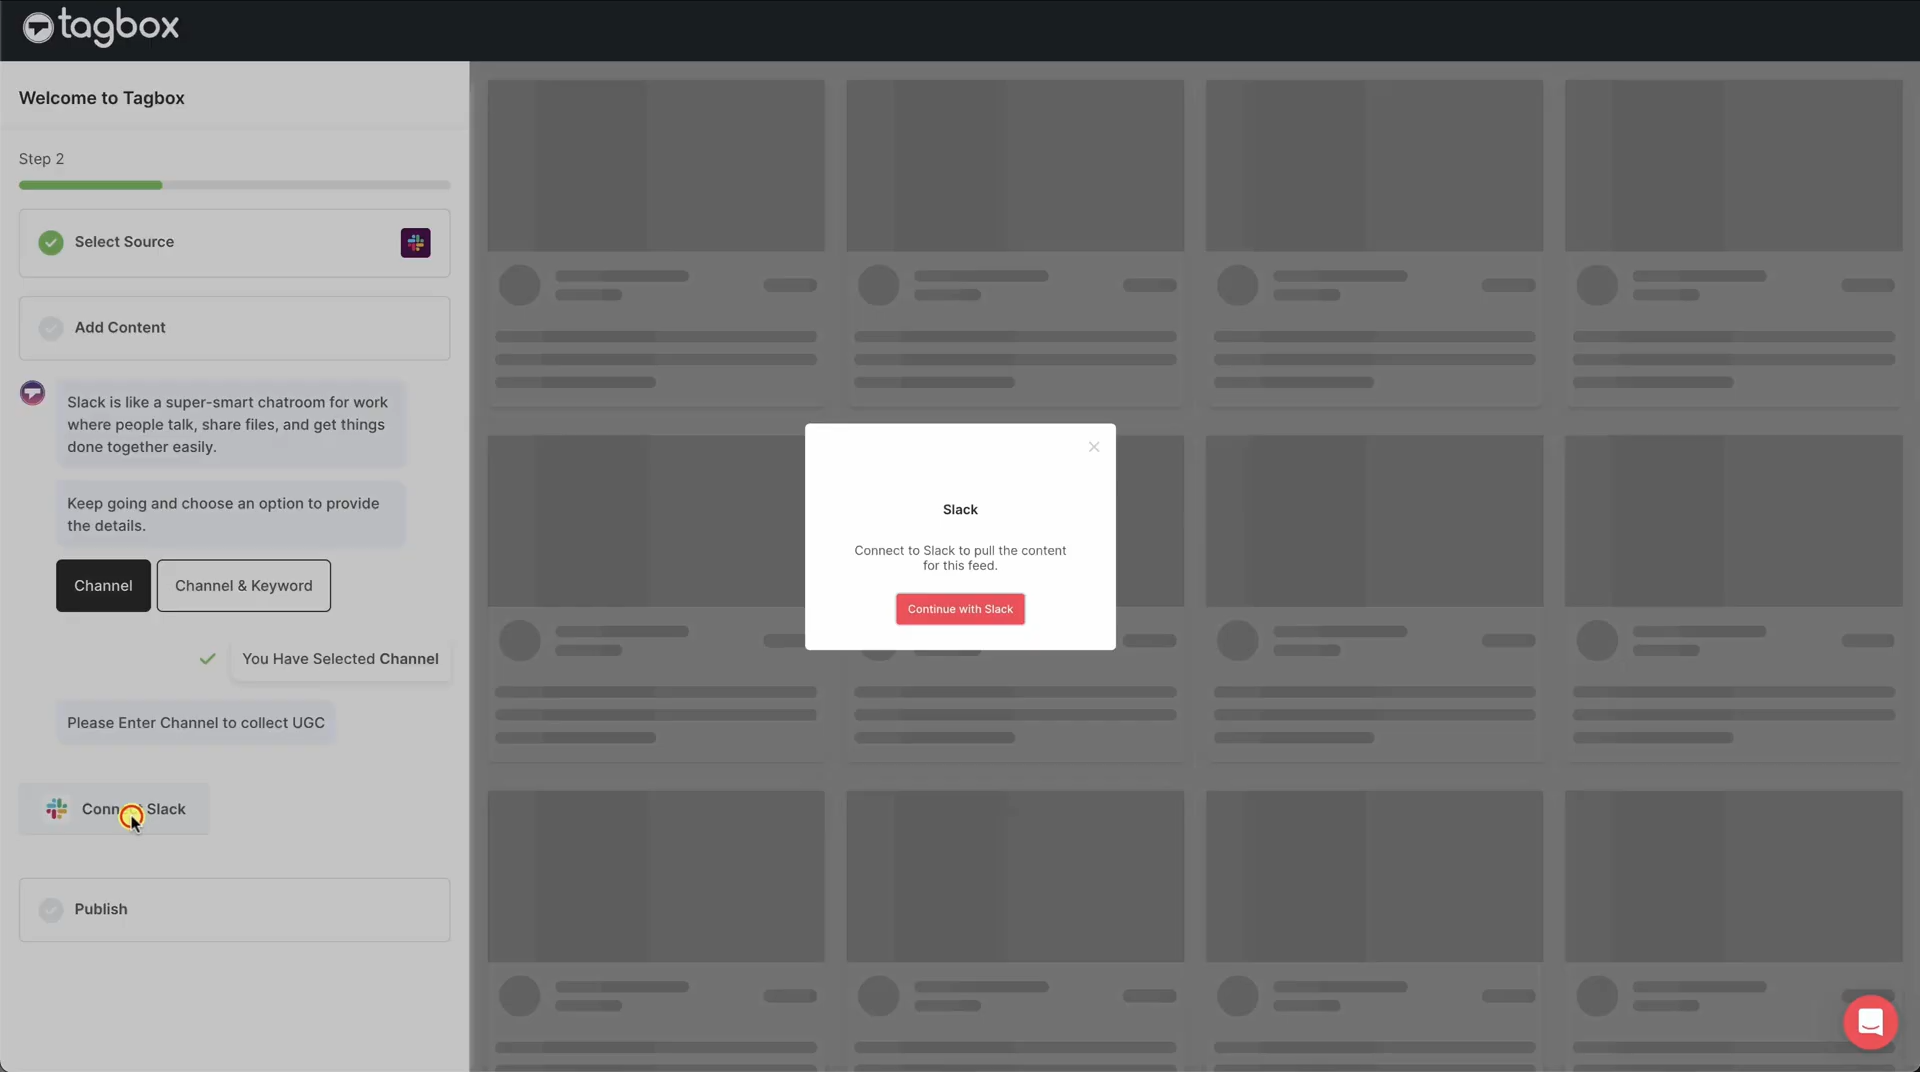 tagbox
Welcome to Tagbox
Step 2
Select Source
Add Content
Slack is like a super-smart chatroom for work
where people talk, share files, and get things
done together easily.
Keep going and choose an option to provide
the details.
Channel
Channel & Keyword
You Have Selected Channel
Please Enter Channel to collect UGC
Connect Slack
Publish
Slack
Connect to Slack to pull the content
for this feed.
Continue with Slack